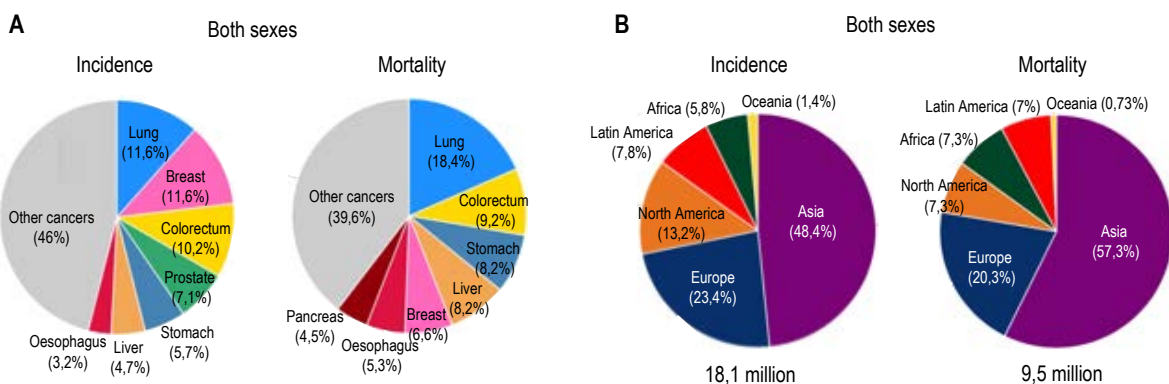 A
Both sexes
Incidence
Lung
(11,6%)
Breast
(11,6%)
Colorectum
(10,2%)
Prostate
(7,1%)
Stomach
(5,7%)
Liver
(4,7%)
Oesophagus
(3,2%)
Other cancers
(46%)
Mortality
Lung
(18,4%)
Colorectum
(9,2%)
Stomach
(8,2%)
Liver
(8,2%)
Breast
(6,6%)
Oesophagus
(5,3%)
Pancreas
(4,5%)
Other cancers
(39,6%)
B
Both sexes
Incidence
Oceania (1,4%)
Africa (5,8%)
Latin America
(7,8%)
North America
(13,2%)
Europe
(23,4%)
Asia
(48,4%)
18,1 million
Mortality
Oceania (0,73%)
Latin America (7%)
Africa (7,3%)
North America
(7,3%)
Europe
(20,3%)
Asia
(57,3%)
9,5 million